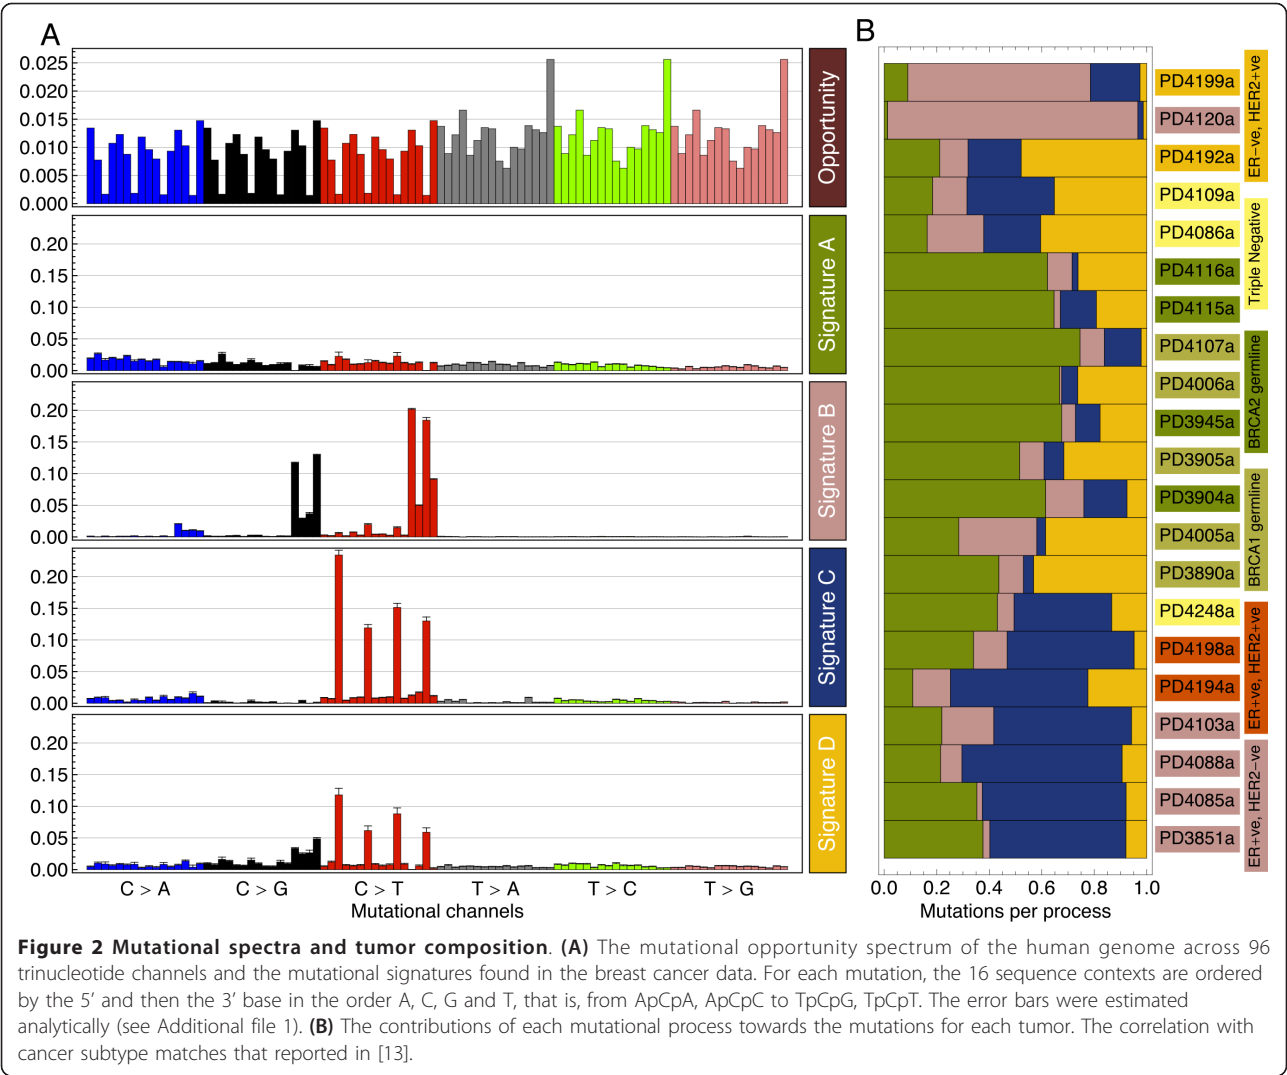 A
0.025
0.020
0.015
0.010
0.005
0.000
Opportunity
0.20
0.15
0.10
0.05
0.00
Signature A
0.20
0.15
0.10
0.05
0.00
Signature B
0.20
0.15
0.10
0.05
0.00
Signature C
0.20
0.15
0.10
0.05
0.00
Signature D
C > A C > G C > T T > A T > C T > G
Mutational channels
B
PD4199a
PD4120a
PD4192a
PD4109a
PD4086a
PD4116a
PD4115a
PD4107a
PD4006a
PD3945a
PD3905a
PD3904a
PD4005a
PD3890a
PD4248a
PD4198a
PD4194a
PD4103a
PD4088a
PD4085a
PD3851a
ER−ve, HER2+ve
Triple Negative
BRCA2 germline
BRCA1 germline
ER+ve, HER2+ve
ER+ve, HER2−ve
0.0 0.2 0.4 0.6 0.8 1.0
Mutations per process
Figure 2 Mutational spectra and tumor composition. (A) The mutational opportunity spectrum of the human genome across 96
trinucleotide channels and the mutational signatures found in the breast cancer data. For each mutation, the 16 sequence contexts are ordered
by the 5’ and then the 3’ base in the order A, C, G and T, that is, from ApCpA, ApCpC to TpCpG, TpCpT. The error bars were estimated
analytically (see Additional file 1). (B) The contributions of each mutational process towards the mutations for each tumor. The correlation with
cancer subtype matches that reported in [13].